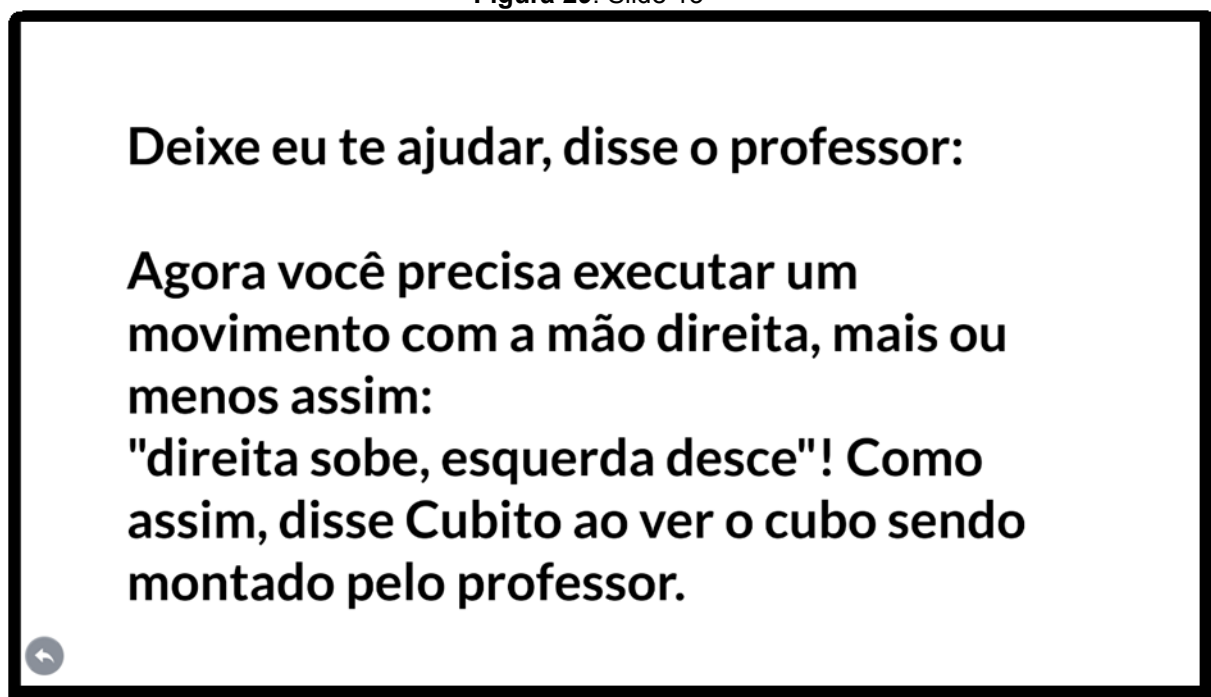 Deixe eu te ajudar, disse o professor:
Agora você precisa executar um
movimento com a mão direita, mais ou
menos assim:
"direita sobe, esquerda desce"! Como
assim, disse Cubito ao ver o cubo sendo
montado pelo professor.